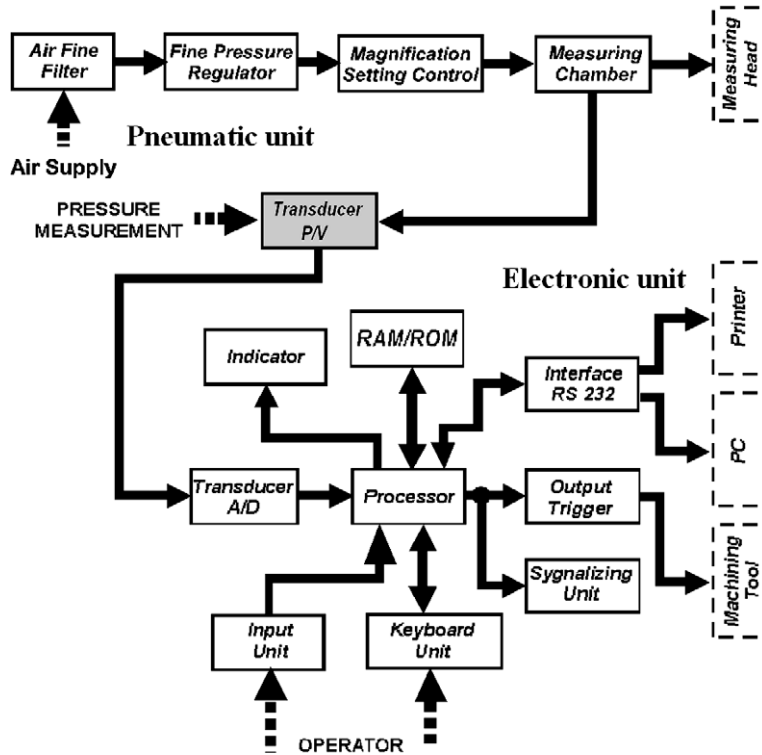 Air Fine
Filter
Fine Pressure
Regulator
Magnification
Setting Control
Measuring
Chamber
Measuring
Head
Pneumatic unit
Air Supply
PRESSURE
MEASUREMENT
Transducer
P/V
Electronic unit
Indicator
RAM/ROM
Interface
RS 232
Printer
PC
Transducer
A/D
Processor
Output
Trigger
Sygnalizing
Unit
Machining
Tool
Input
Unit
Keyboard
Unit
OPERATOR